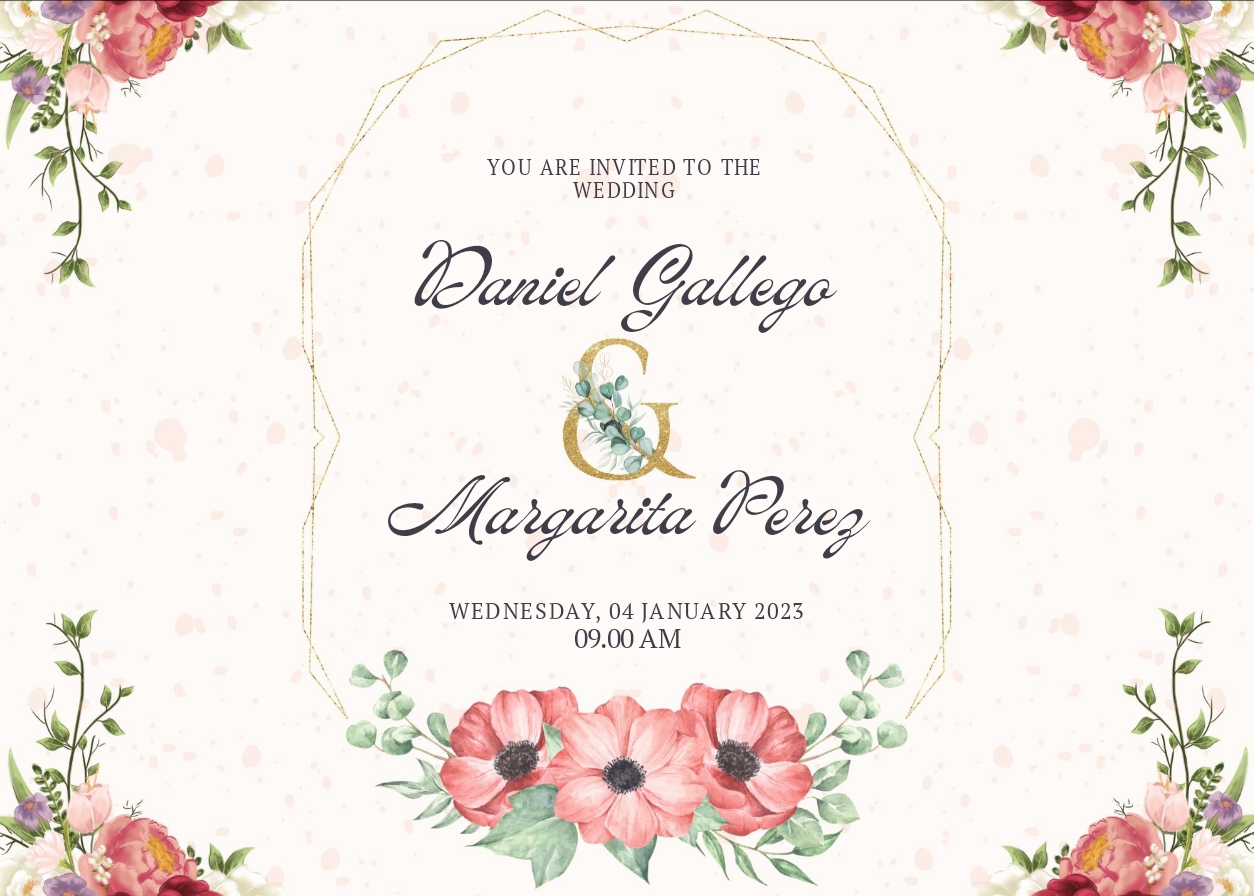 YOU ARE INVITED TO THE
WEDDING
Daniel Gallego
&
Margarita Perez
WEDNESDAY, 04 JANUARY 2023
09.00 AM